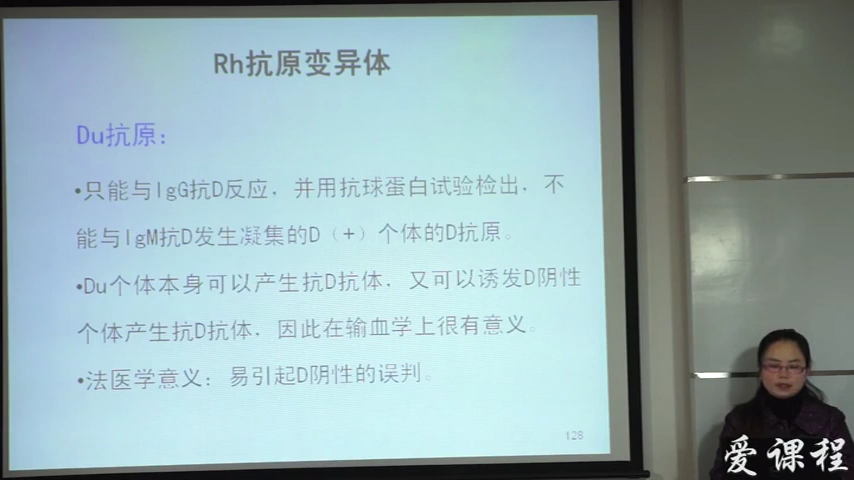 Rh抗原变异体
Du抗原：
•只能与IgG抗D反应，并用抗球蛋白试验检出，不
能与IgM抗D发生凝集的D（+）个体的D抗原。
•Du个体本身可以产生抗D抗体，又可以诱发D阴性
个体产生抗D抗体，因此在输血学上很有意义。
•法医学意义：易引起D阴性的误判。
128
爱课程